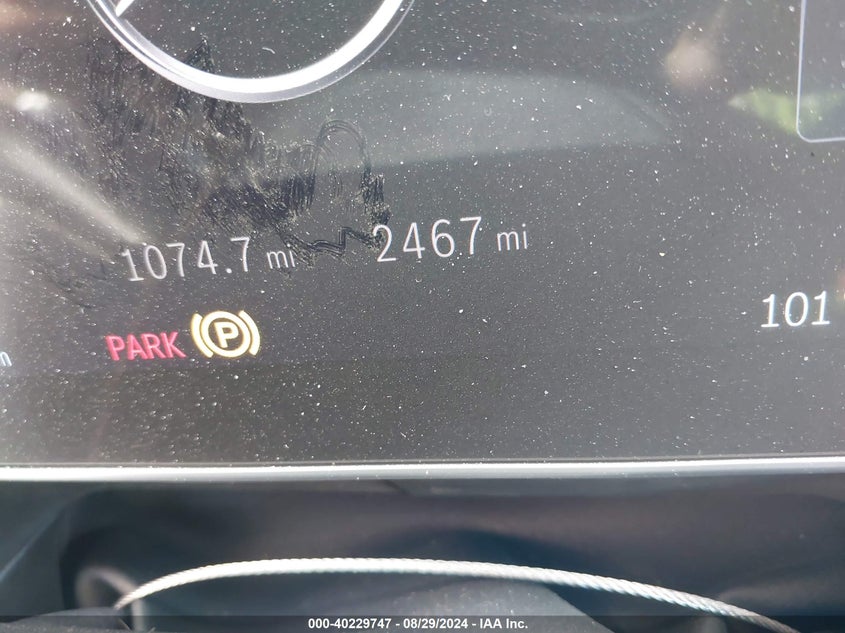 1074.7 mi 2467 mi
101
PARK P
000-40229747 - 08/29/2024 - IAA Inc.